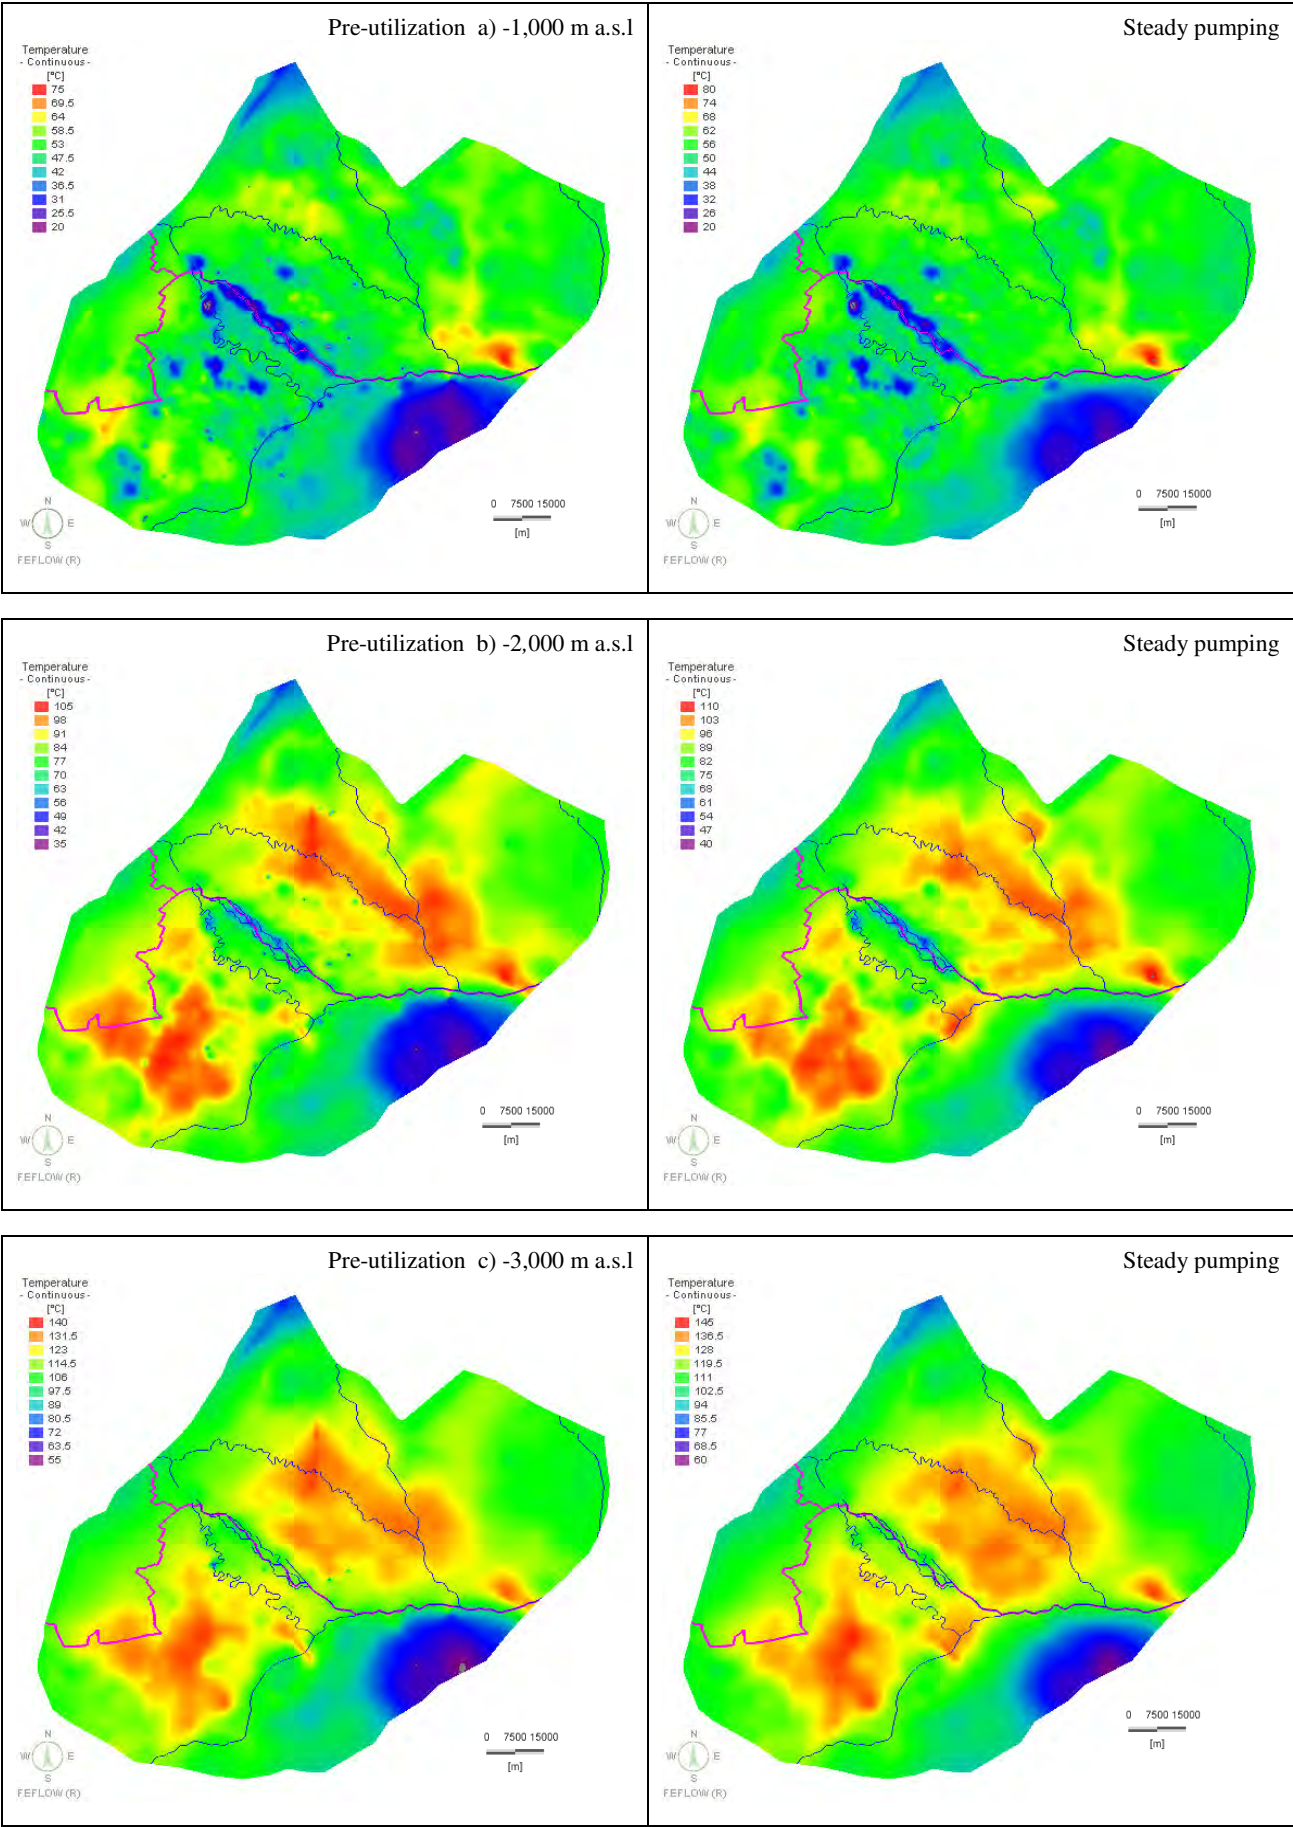 Pre-utilization a) -1,000 m a.s.l
Temperature
- Continuous -
[°C]
75
69.5
64
58.5
53
47.5
42
36.5
31
25.5
20
N
W E
S
FEFLOW (R)
0 7500 15000
[m]
Steady pumping
Temperature
- Continuous -
[°C]
80
74
68
62
56
50
44
38
32
26
20
N
W E
S
FEFLOW (R)
0 7500 15000
[m]
Pre-utilization b) -2,000 m a.s.l
Temperature
- Continuous -
[°C]
105
98
91
84
77
70
63
56
49
42
35
N
W E
S
FEFLOW (R)
0 7500 15000
[m]
Steady pumping
Temperature
- Continuous -
[°C]
110
103
96
89
82
75
68
61
54
47
40
N
W E
S
FEFLOW (R)
0 7500 15000
[m]
Pre-utilization c) -3,000 m a.s.l
Temperature
- Continuous -
[°C]
140
131.5
123
114.5
106
97.5
89
80.5
72
63.5
55
N
W E
S
FEFLOW (R)
0 7500 15000
[m]
Steady pumping
Temperature
- Continuous -
[°C]
145
136.5
128
119.5
111
102.5
94
85.5
77
68.5
60
N
W E
S
FEFLOW (R)
0 7500 15000
[m]